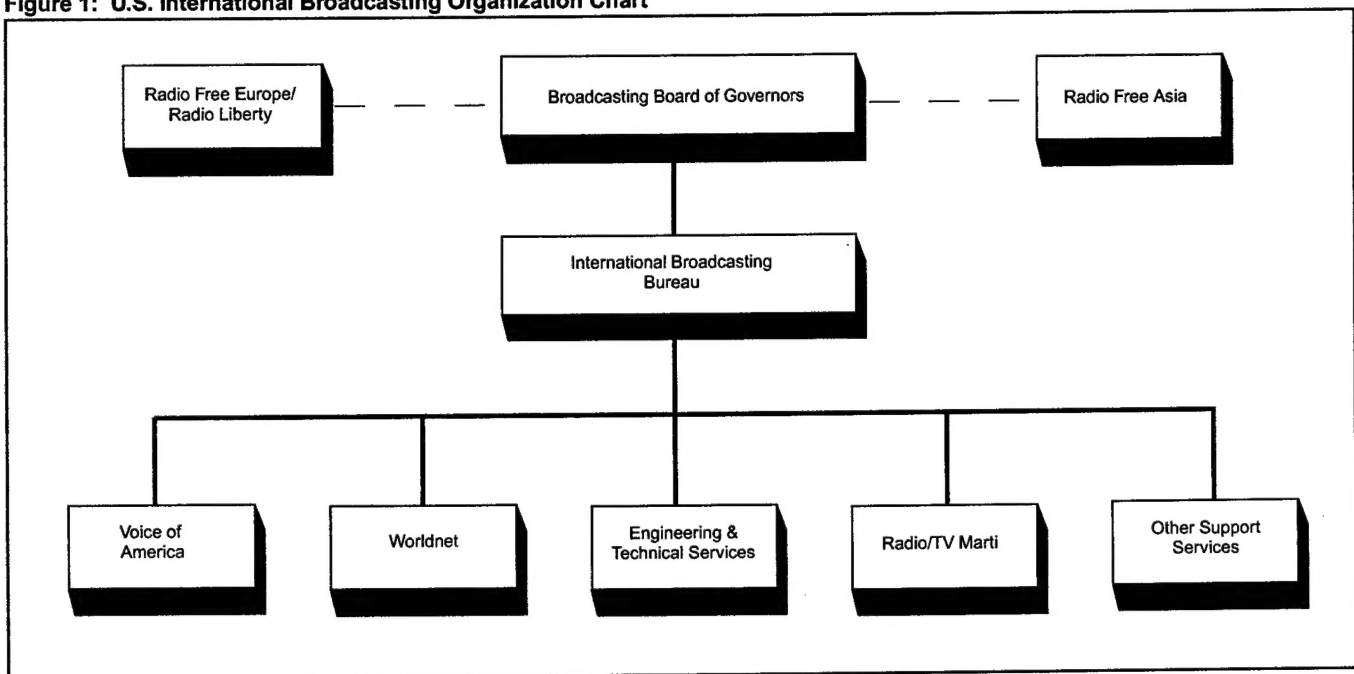 Figure 1: U.S. International Broadcasting Organization Chart
Radio Free Europe/
Radio Liberty
Broadcasting Board of Governors
Radio Free Asia
International Broadcasting
Bureau
Voice of
America
Worldnet
Engineering &
Technical Services
Radio/TV Marti
Other Support
Services